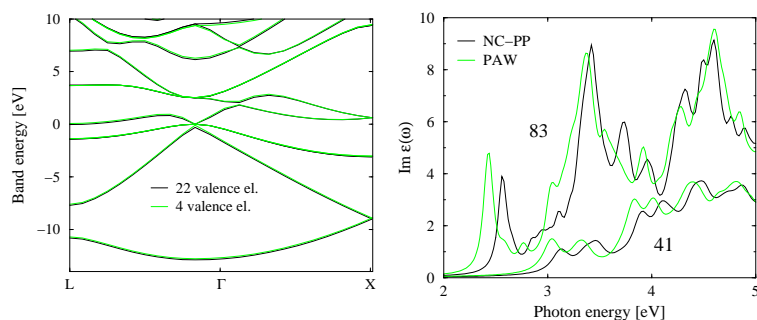 10
5
0
−5
−10
Band energy [eV]
22 valence el.
4 valence el.
L
Γ
X
10
8
6
4
2
0
Im ε(ω)
NC−PP
PAW
83
41
2
3
4
5
Photon energy [eV]